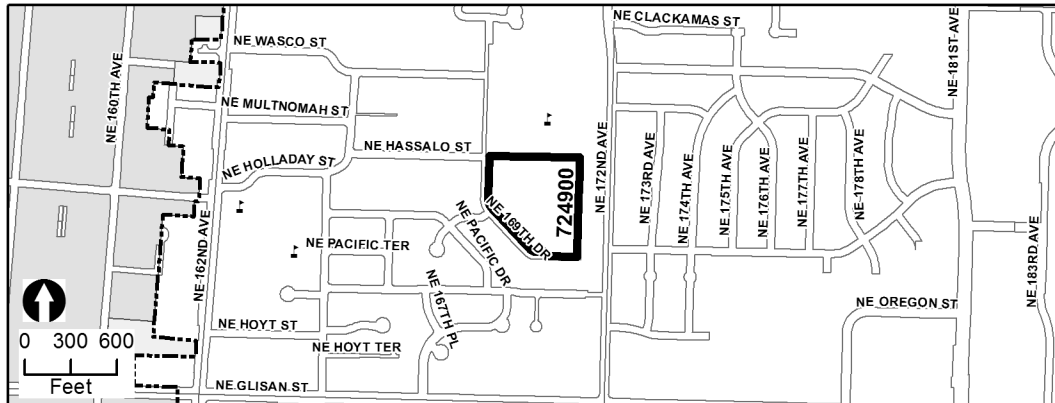 NE CLACKAMAS ST
NE WASCO ST
NE 181ST AVE
NE 160TH AVE
NE MULTNOMAH ST
NE HASSALO ST
NE HOLLADAY ST
NE 172ND AVE
NE 173RD AVE
NE 174TH AVE
NE 175TH AVE
NE 176TH AVE
NE 177TH AVE
NE 178TH AVE
724900
NE 169TH DR
NE PACIFIC DR
NE PACIFIC TER
NE 162ND AVE
NE 183RD AVE
NE 167TH PL
NE OREGON ST
NE HOYT ST
NE HOYT TER
NE GLISAN ST
0 300 600
Feet